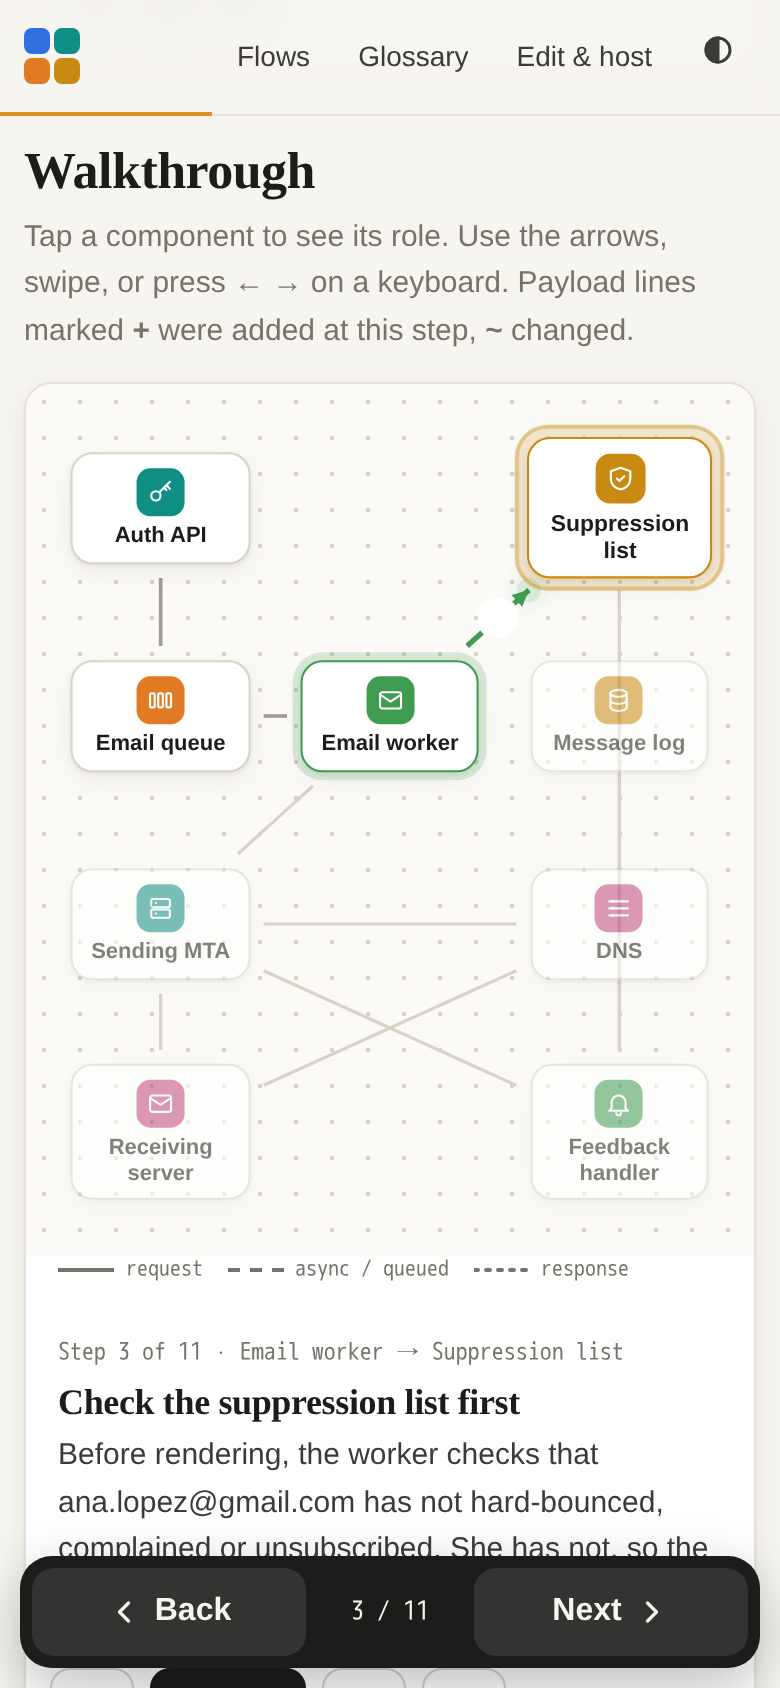 Flows Glossary Edit & host
Walkthrough
Tap a component to see its role. Use the arrows,
swipe, or press ← → on a keyboard. Payload lines
marked + were added at this step, ~ changed.
Auth API
Suppression
list
Email queue
Email worker
Message log
Sending MTA
DNS
Receiving
server
Feedback
handler
request async / queued response
Step 3 of 11 · Email worker → Suppression list
Check the suppression list first
Before rendering, the worker checks that
ana.lopez@gmail.com has not hard-bounced,
complained or unsubscribed. She has not, so the
Back 3 / 11 Next